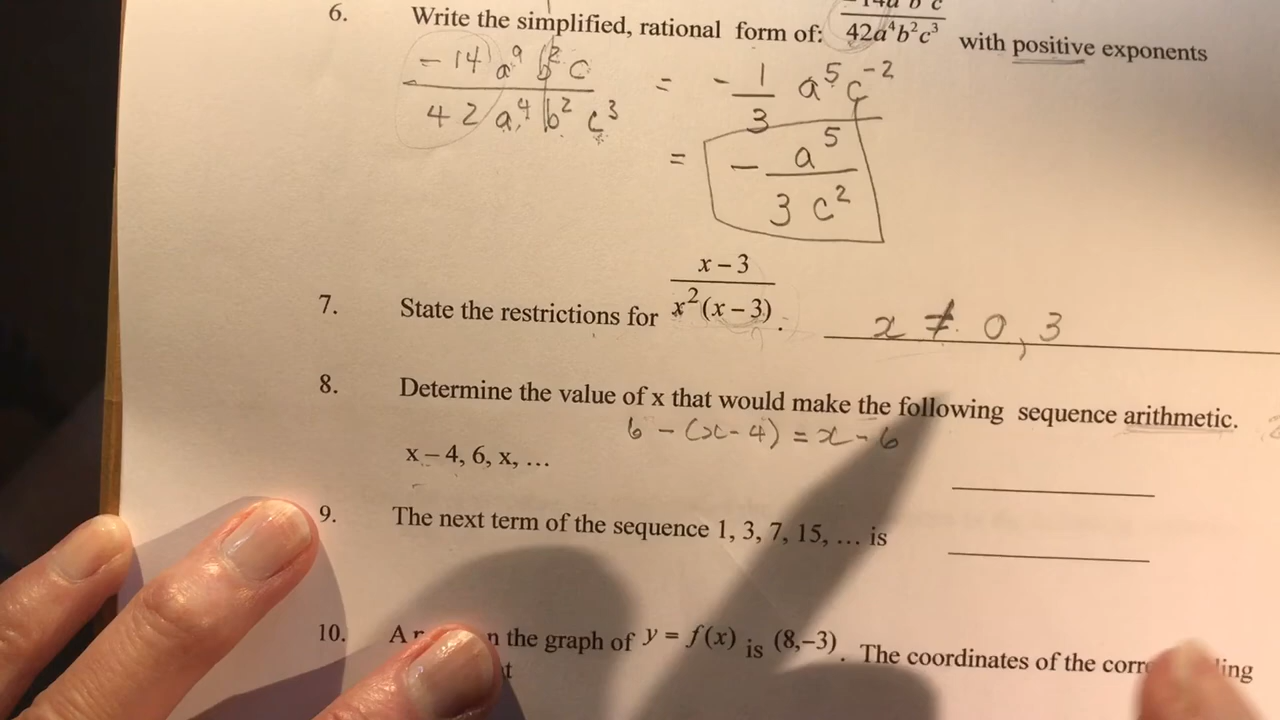 6. Write the simplified, rational form of: 42a⁴b²c³ with positive exponents
-14 a⁹ b² c / 42 a⁴ b² c³ = - 1/3 a⁵ c⁻²
= - a⁵ / 3c²
7. State the restrictions for x – 3 / x²(x – 3) . x ≠ 0, 3
8. Determine the value of x that would make the following sequence arithmetic.
6 - (x - 4) = x - 6
x – 4, 6, x, …
9. The next term of the sequence 1, 3, 7, 15, … is
10. the graph of y = f(x) is (8,–3) . The coordinates of the